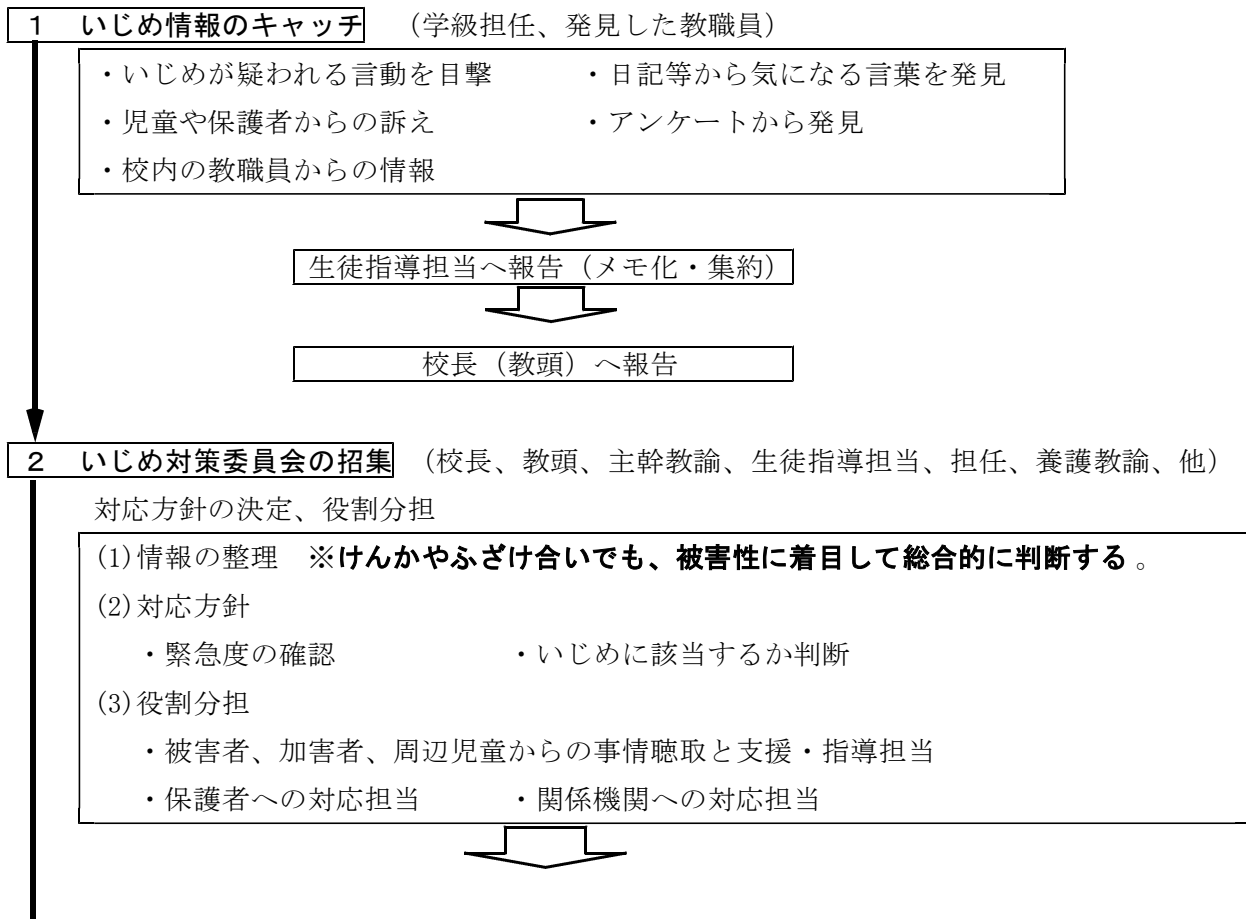 １　いじめ情報のキャッチ　（学級担任、発見した教職員）
・いじめが疑われる言動を目撃　　・日記等から気になる言葉を発見
・児童や保護者からの訴え　　・アンケートから発見
・校内の教職員からの情報
生徒指導担当へ報告（メモ化・集約）
校長（教頭）へ報告
２　いじめ対策委員会の招集　（校長、教頭、主幹教諭、生徒指導担当、担任、養護教諭、他）
対応方針の決定、役割分担
(1)情報の整理　※けんかやふざけ合いでも、被害性に着目して総合的に判断する。
(2)対応方針
・緊急度の確認　　・いじめに該当するか判断
(3)役割分担
・被害者、加害者、周辺児童からの事情聴取と支援・指導担当
・保護者への対応担当　　・関係機関への対応担当